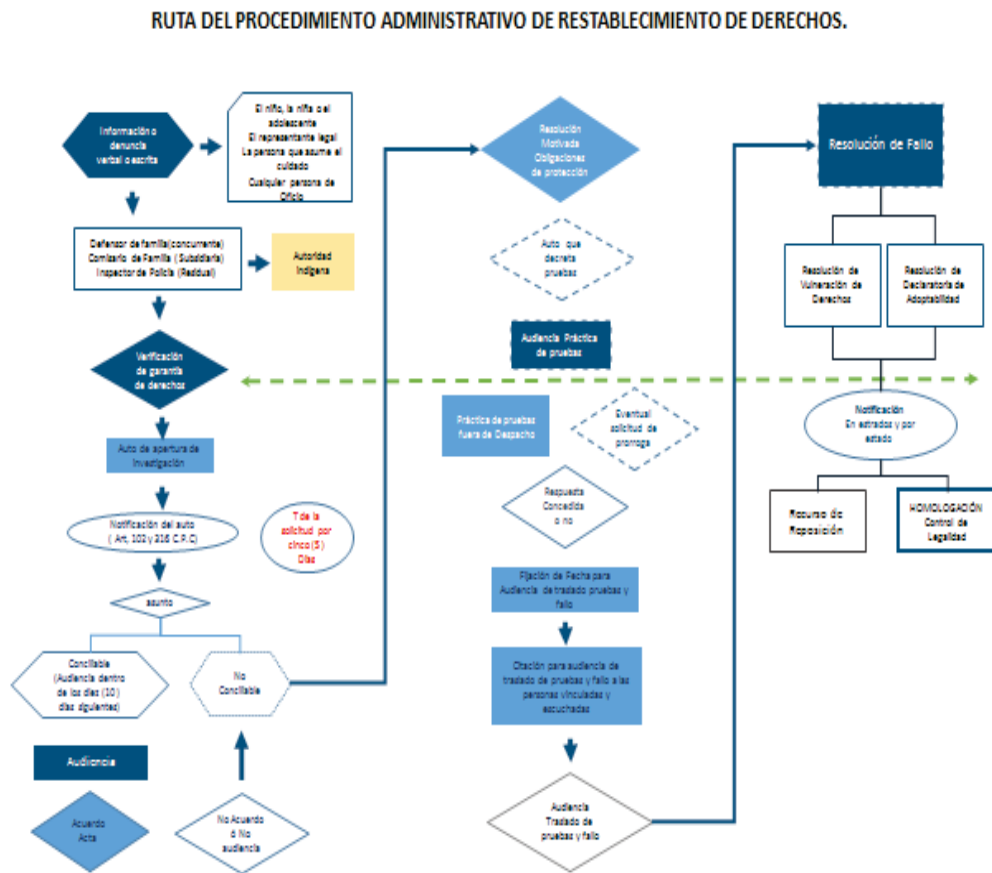 RUTA DEL PROCEDIMIENTO ADMINISTRATIVO DE RESTABLECIMIENTO DE DERECHOS.
Información o
denuncia
verbal o escrita
El niño, la niña o el
adolescente
El representante legal
La persona que asume el
cuidado
Cualquier persona de
Oficio
Defensor de familia(concurrente)
Comisario de Familia ( Subsidiaria)
Inspector de Policía (Residual)
Autoridad
Indígena
Verificación
de garantía
de derechos
Auto de apertura de
Investigación
Notificación del auto
( Art, 102 y 316 C.P.C)
T de la
solicitud por
cinco (5)
Días
asunto
Conciliable
(Audiencia dentro
de los dies (10)
días siguientes)
No
Conciliable
Audiencia
Acuerdo
Acta
No Acuerdo
ó No
audiencia
Resolución
Motivada
Obligaciones
de protección
Auto que
decreta
pruebas
Audiencia Práctica
de pruebas
Práctica de pruebas
fuera de Despacho
Eventual
solicitud de
prorroga
Respuesta
Concedida
o no
Fijación de Fecha para
Audiencia de traslado pruebas y
fallo
Citación para audiencia de
traslado de pruebas y fallo a las
personas vinculadas y
escuchadas
Audiencia
Traslado de
pruebas y fallo
Resolución de Fallo
Resolución de
Vulneración de
Derechos
Resolución de
Declaratoria de
Adoptabilidad
Notificación
En estrados y por
estado
Recurso de
Reposición
HOMOLOGACIÓN
Control de
Legalidad